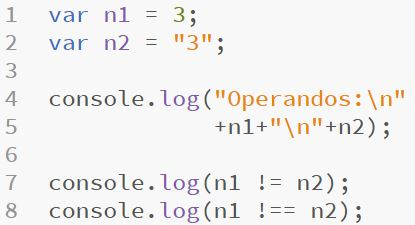 1 var n1 = 3;
2 var n2 = "3";
3
4 console.log("Operandos:\n"
5 +n1+"\n"+n2);
6
7 console.log(n1 != n2);
8 console.log(n1 !== n2);